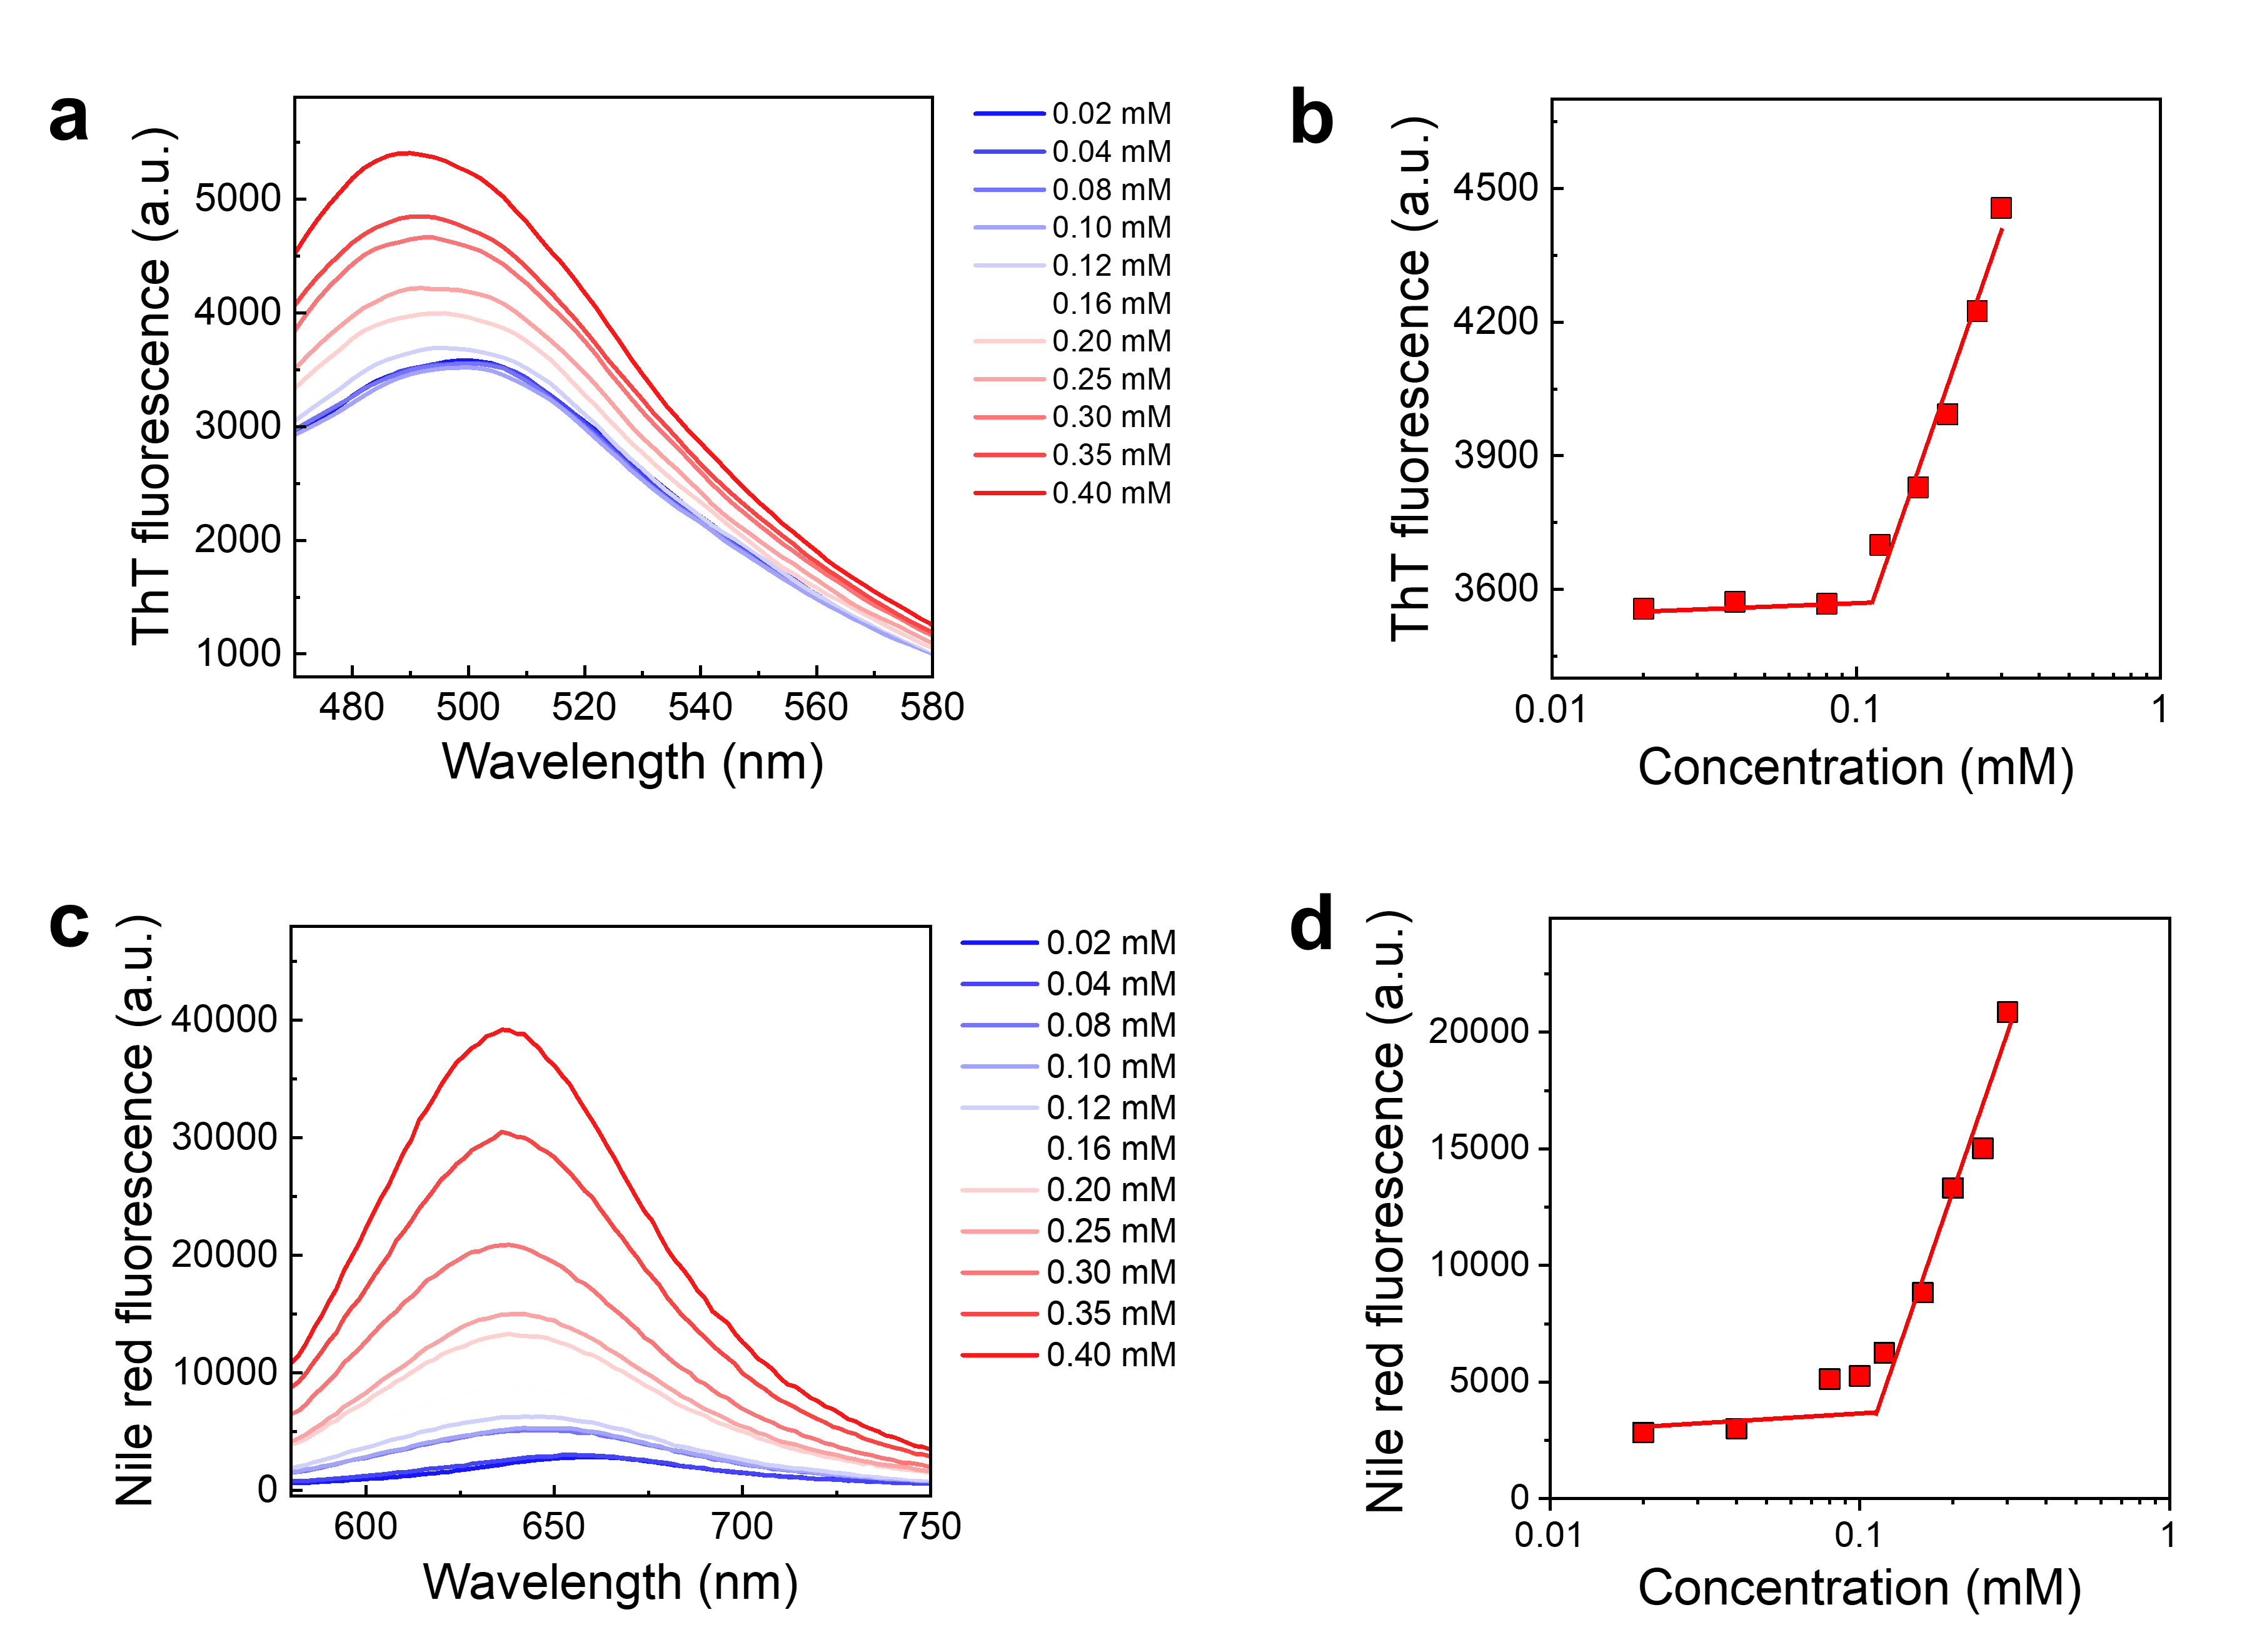 a
ThT fluorescence (a.u.)
5000
4000
3000
2000
1000
480 500 520 540 560 580
Wavelength (nm)
0.02 mM
0.04 mM
0.08 mM
0.10 mM
0.12 mM
0.16 mM
0.20 mM
0.25 mM
0.30 mM
0.35 mM
0.40 mM
b
ThT fluorescence (a.u.)
4500
4200
3900
3600
0.01 0.1 1
Concentration (mM)
c
Nile red fluorescence (a.u.)
40000
30000
20000
10000
0
600 650 700 750
Wavelength (nm)
0.02 mM
0.04 mM
0.08 mM
0.10 mM
0.12 mM
0.16 mM
0.20 mM
0.25 mM
0.30 mM
0.35 mM
0.40 mM
d
Nile red fluorescence (a.u.)
20000
15000
10000
5000
0
0.01 0.1 1
Concentration (mM)